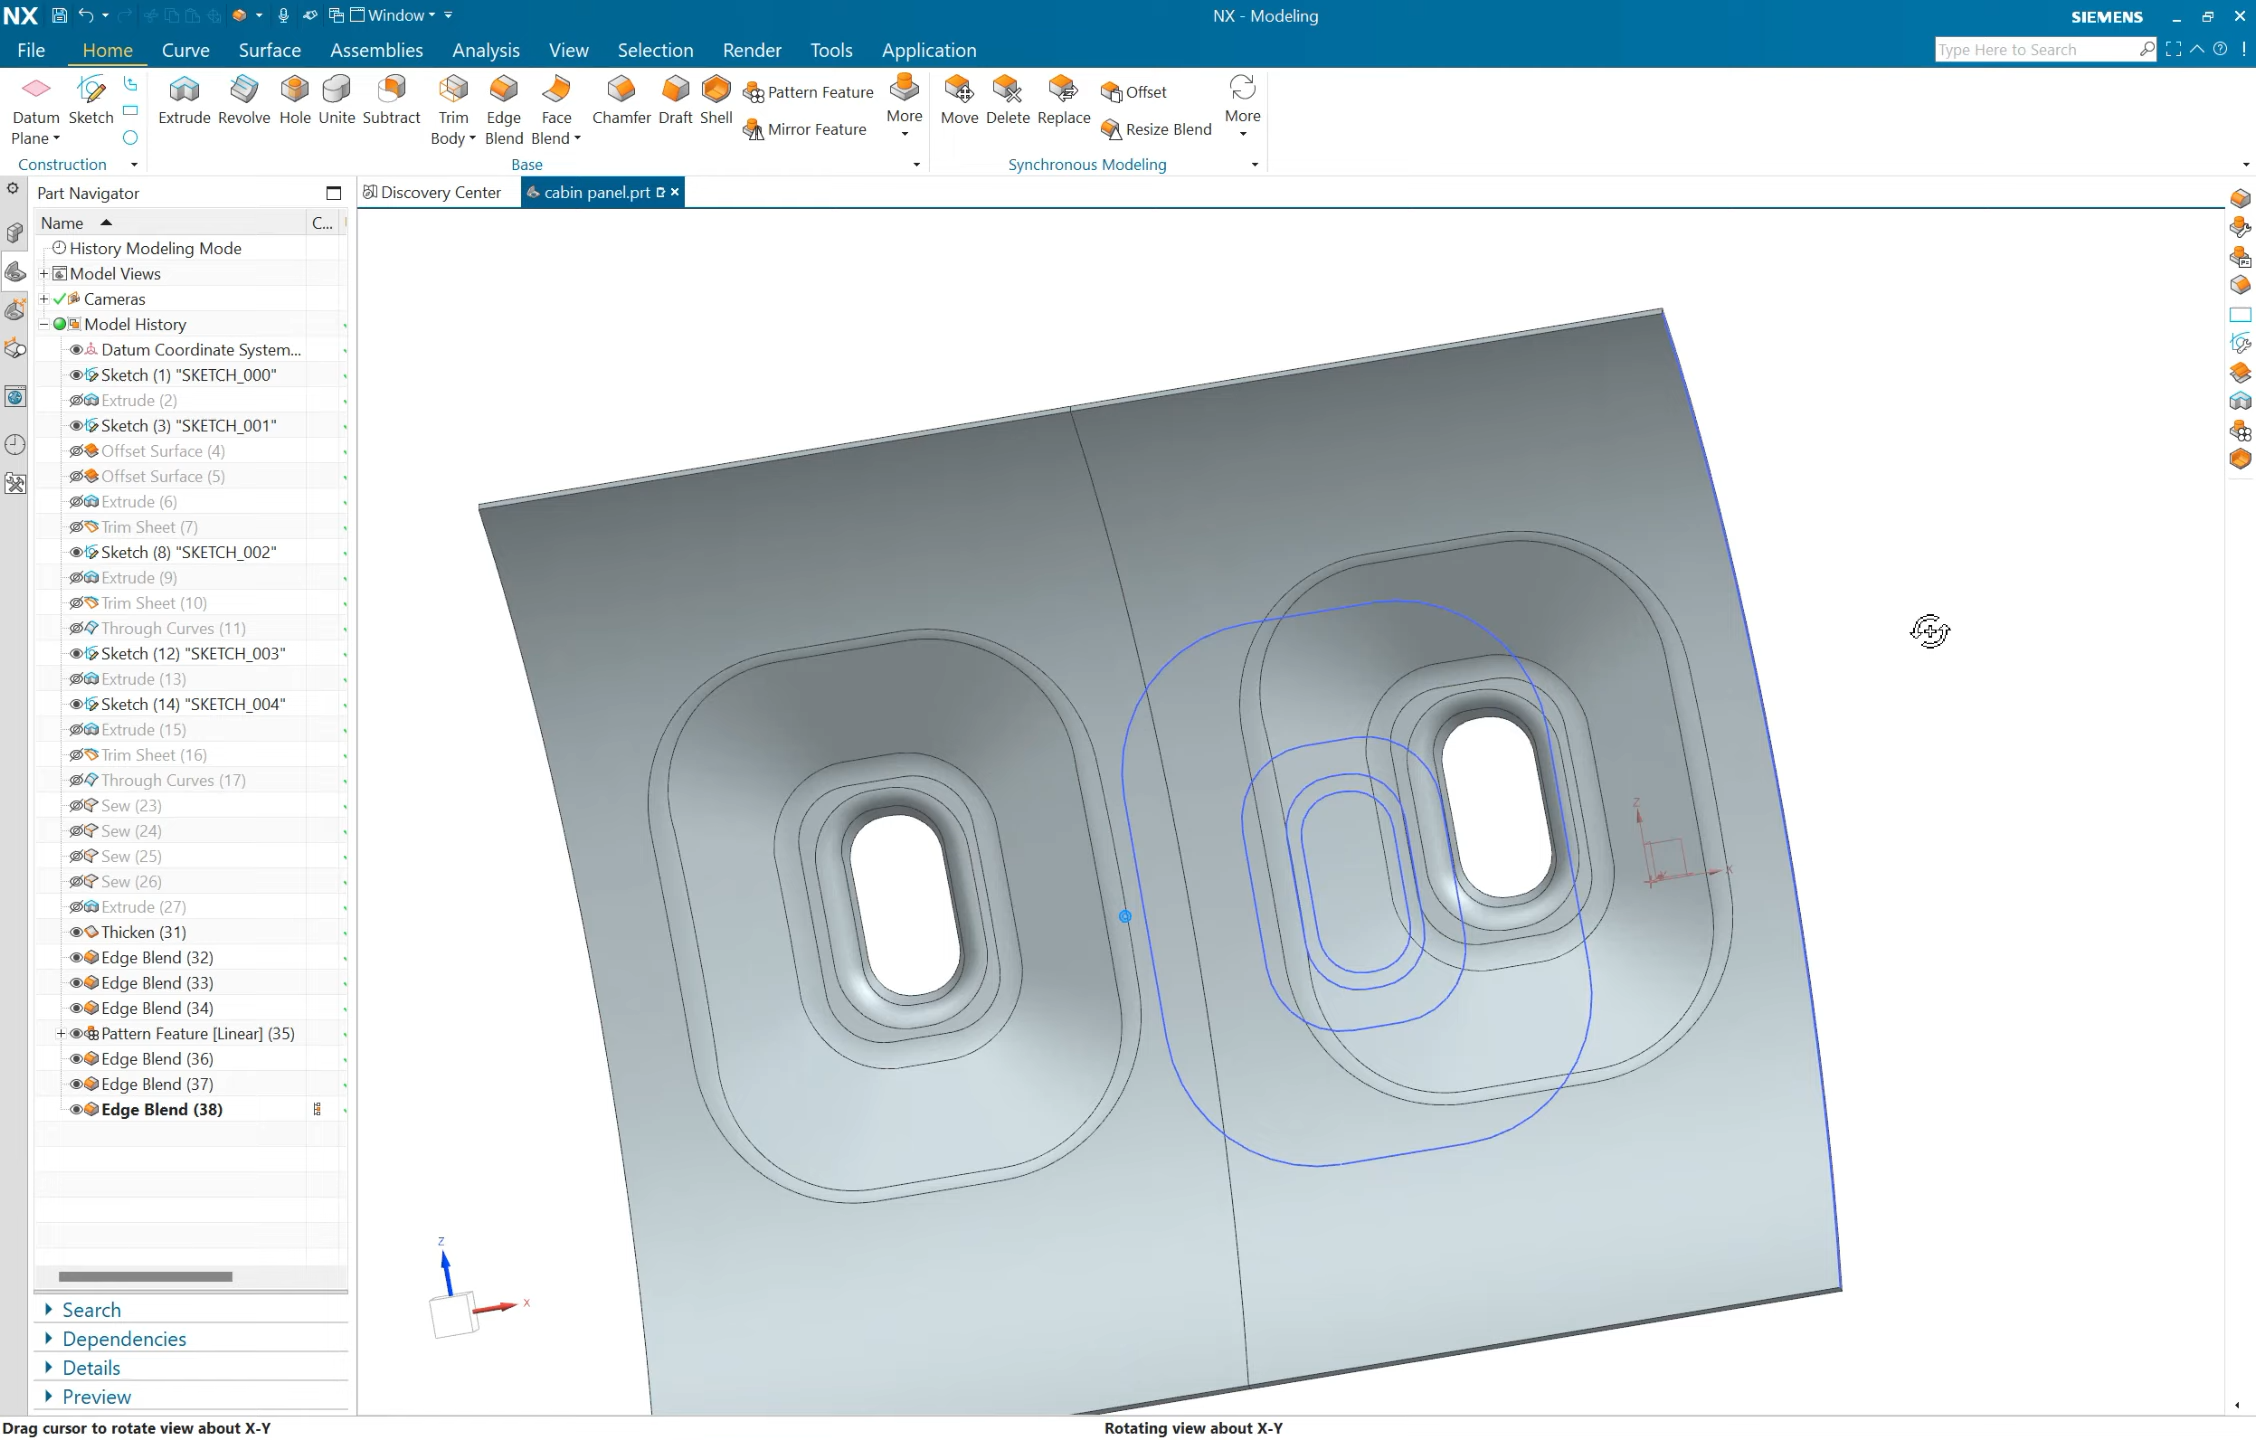 NX Window NX - Modeling SIEMENS
File Home Curve Surface Assemblies Analysis View Selection Render Tools Application Type Here to Search
Datum Plane Sketch Extrude Revolve Hole Unite Subtract Trim Body Edge Blend Face Blend Chamfer Draft Shell Pattern Feature Mirror Feature More Move Delete Replace Offset Resize Blend More
Construction Base Synchronous Modeling
Part Navigator Discovery Center cabin panel.prt
Name C...
History Modeling Mode
Model Views
Cameras
Model History
Datum Coordinate System...
Sketch (1) "SKETCH_000"
Extrude (2)
Sketch (3) "SKETCH_001"
Offset Surface (4)
Offset Surface (5)
Extrude (6)
Trim Sheet (7)
Sketch (8) "SKETCH_002"
Extrude (9)
Trim Sheet (10)
Through Curves (11)
Sketch (12) "SKETCH_003"
Extrude (13)
Sketch (14) "SKETCH_004"
Extrude (15)
Trim Sheet (16)
Through Curves (17)
Sew (23)
Sew (24)
Sew (25)
Sew (26)
Extrude (27)
Thicken (31)
Edge Blend (32)
Edge Blend (33)
Edge Blend (34)
Pattern Feature [Linear] (35)
Edge Blend (36)
Edge Blend (37)
Edge Blend (38)
Z
X
Z
X
Search
Dependencies
Details
Preview
Drag cursor to rotate view about X-Y Rotating view about X-Y